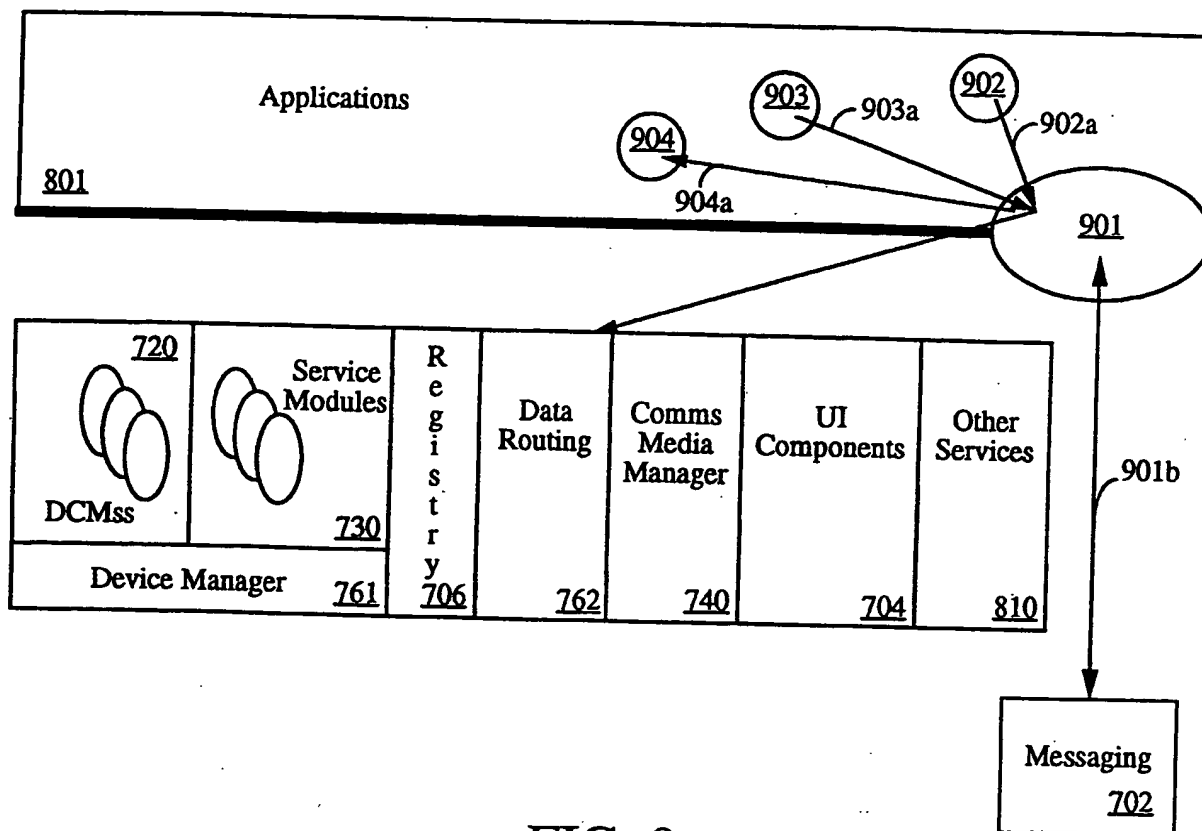 Applications
801
904
904a
903
903a
902
902a
901
720
DCMss
Service
Modules
730
Device Manager
761
Registry
706
Data
Routing
762
Comms
Media
Manager
740
UI
Components
704
Other
Services
810
901b
Messaging
702